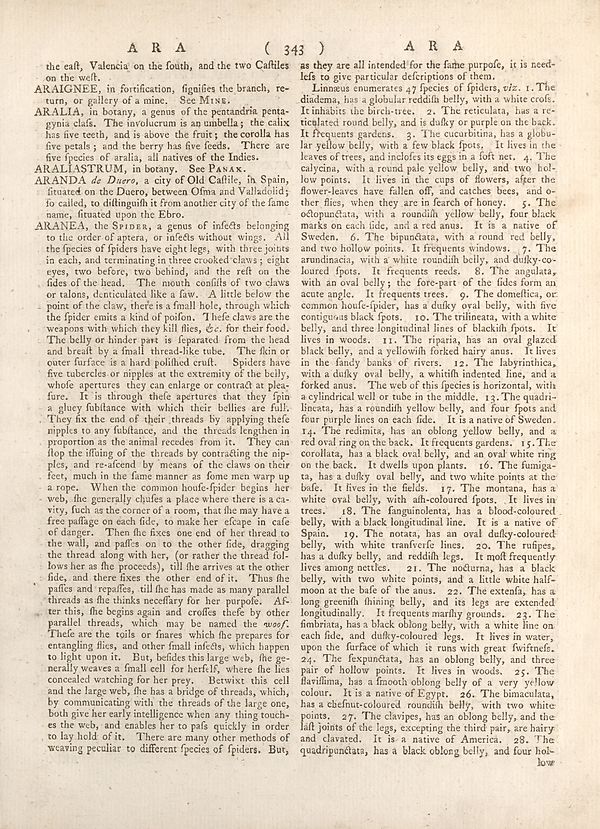 A R A ( 343 ) A R A
the eaſt, Valencia on the ſouth, and the two Caſtiles
on the weſt.
ARAIGNEE, in fortification, ſignifies the branch, re-
turn, or gallery of a mine. See MINE.
ARALIA, in botany, a genus of the pentandria penta-
gynia claſs. The involucrum is an umbella; the calix
has five teeth, and is above the fruit; the corolla has
five petals; and the berry has five ſeeds. There are
five ſpecies of aralia, all natives of the Indies.
ARALIASTRUM, in botany. See PANAX.
ARANDA de Duero, a city of Old Caſtile, in Spain,
ſituated on the Duero, between Oſma and Valladolid;
ſo called, to diſtinguiſh it from another city of the ſame
name, ſituated upon the Ebro.
ARANEA, the SPIDER, a genus of inſects belonging
to the order of aptera, or inſects without wings. All
the ſpecies of ſpiders have eight legs, with three joints
in each, and terminating in three crooked claws; eight
eyes, two before, two behind, and the reſt on the
ſides of the head. The mouth conſiſts of two claws
or talons, denticulated like a ſaw. A little below the
point of the claw, there is a ſmall hole, through which
the ſpider emits a kind of poiſon. Theſe claws are the
weapons with which they kill flies, &c. for their food.
The belly or hinder part is ſeparated from the head
and breaſt by a ſmall thread-like tube. The ſkin or
outer ſurface is a hard poliſhed cruſt. Spiders have
five tubercles or nipples at the extremity of the belly,
whoſe apertures they can enlarge or contract at plea-
ſure. It is through theſe apertures that they ſpin
a gluey ſubſtance with which their bellies are full.
They fix the end of their threads by applying theſe
nipples to any ſubſtance, and the threads lengthen in
proportion as the animal recedes from it. They can
ſtop the iſſuing of the threads by contracting the nip-
ples, and re-aſcend by means of the claws on their
feet, much in the ſame manner as ſome men warp up
a rope. When the common houſe-ſpider begins her
web, ſhe generally chuſes a place where there is a ca-
vity, ſuch as the corner of a room, that ſhe may have a
free paſſage on each ſide, to make her eſcape in caſe
of danger. Then ſhe fixes one end of her thread to
the wall, and paſſes on to the other ſide, dragging
the thread along with her, (or rather the thread fol-
lows her as ſhe proceeds), till ſhe arrives at the other
ſide, and there fixes the other end of it. Thus ſhe
paſſes and repaſſes, till ſhe has made as many parallel
threads as ſhe thinks neceſſary for her purpoſe. Af-
ter this, ſhe begins again and croſſes theſe by other
parallel threads, which may be named the woof.
Theſe are the toils or ſnares which ſhe prepares for
entangling flies, and other ſmall inſects, which happen
to light upon it. But, beſides this large web, ſhe ge-
nerally weaves a ſmall cell for herſelf, where ſhe lies
concealed watching for her prey. Betwixt this cell
and the large web, ſhe has a bridge of threads, which,
by communicating with the threads of the large one,
both give her early intelligence when any thing touch-
es the web, and enables her to paſs quickly in order
to lay hold of it. There are many other methods of
weaving peculiar to different ſpecies of ſpiders. But,
as they are all intended for the ſame purpoſe, it is need-
leſs to give particular deſcriptions of them.
Linnæus enumerates 47 ſpecies of ſpiders, viz. 1. The
diadema, has a globular reddiſh belly, with a white croſs.
It inhabits the birch-tree. 2. The reticulata, has a re-
ticulated round belly, and is duſky or purple on the back.
It frequents gardens. 3. The cucurbitina, has a globu-
lar yellow belly, with a few black ſpots. It lives in the
leaves of trees, and incloſes its eggs in a ſoft net. 4. The
calycina, with a round pale yellow belly, and two hol-
low points. It lives in the cups of flowers, after the
flower-leaves have fallen off, and catches bees, and o-
ther flies, when they are in ſearch of honey. 5. The
octopunctata, with a roundiſh yellow belly, four black
marks on each ſide, and a red anus. It is a native of
Sweden. 6. The bipunctata, with a round red belly,
and two hollow points. It frequents windows. 7. The
arundinacia, with a white roundiſh belly, and duſky-co-
loured ſpots. It frequents reeds. 8. The angulata,
with an oval belly; the fore-part of the ſides form an
acute angle. It frequents trees. 9. The domeſtica, or
common houſe-ſpider, has a duſky oval belly, with five
contiguous black ſpots. 10. The trilineata, with a white
belly, and three longitudinal lines of blackiſh ſpots. It
lives in woods. 11. The riparia, has an oval glazed
black belly, and a yellowiſh forked hairy anus. It lives
in the ſandy banks of rivers. 12. The labyrinthica,
with a duſky oval belly, a whitiſh indented line, and a
forked anus. The web of this ſpecies is horizontal, with
a cylindrical well or tube in the middle. 13. The quadri-
lineata, has a roundiſh yellow belly, and four ſpots and
four purple lines on each ſide. It is a native of Sweden.
14. The redimita, has an oblong yellow belly, and a
red oval ring on the back. It frequents gardens. 15. The
corollata, has a black oval belly, and an oval white ring
on the back. It dwells upon plants. 16. The fumiga-
ta, has a duſky oval belly, and two white points at the
baſe. It lives in the fields. 17. The montana, has a
white oval belly, with aſh-coloured ſpots. It lives in
trees. 18. The ſanguinolenta, has a blood-coloured
belly, with a black longitudinal line. It is a native of
Spain. 19. The notata, has an oval duſky-coloured
belly, with white tranſverſe lines. 20. The rufipes,
has a duſky belly, and reddiſh legs. It moſt frequently
lives among nettles. 21. The nocturna, has a black
belly, with two white points, and a little white half-
moon at the baſe of the anus. 22. The extenſa, has a
long greeniſh ſhining belly, and its legs are extended
longitudinally. It frequents marſhy grounds. 23. The
fimbriata, has a black oblong belly, with a white line on
each ſide, and duſky-coloured legs. It lives in water,
upon the ſurface of which it runs with great ſwiftneſs.
24. The ſexpunctata, has an oblong belly, and three
pair of hollow points. It lives in woods. 25. The
flaviſſima, has a ſmooth oblong belly of a very yellow
colour. It is a native of Egypt. 26. The bimaculata,
has a cheſnut-coloured roundiſh belly, with two white
points. 27. The clavipes, has an oblong belly, and the
laſt joints of the legs, excepting the third pair, are hairy
and clavated. It is a native of America. 28. The
quadripunctata, has a black oblong belly, and four hol-
low